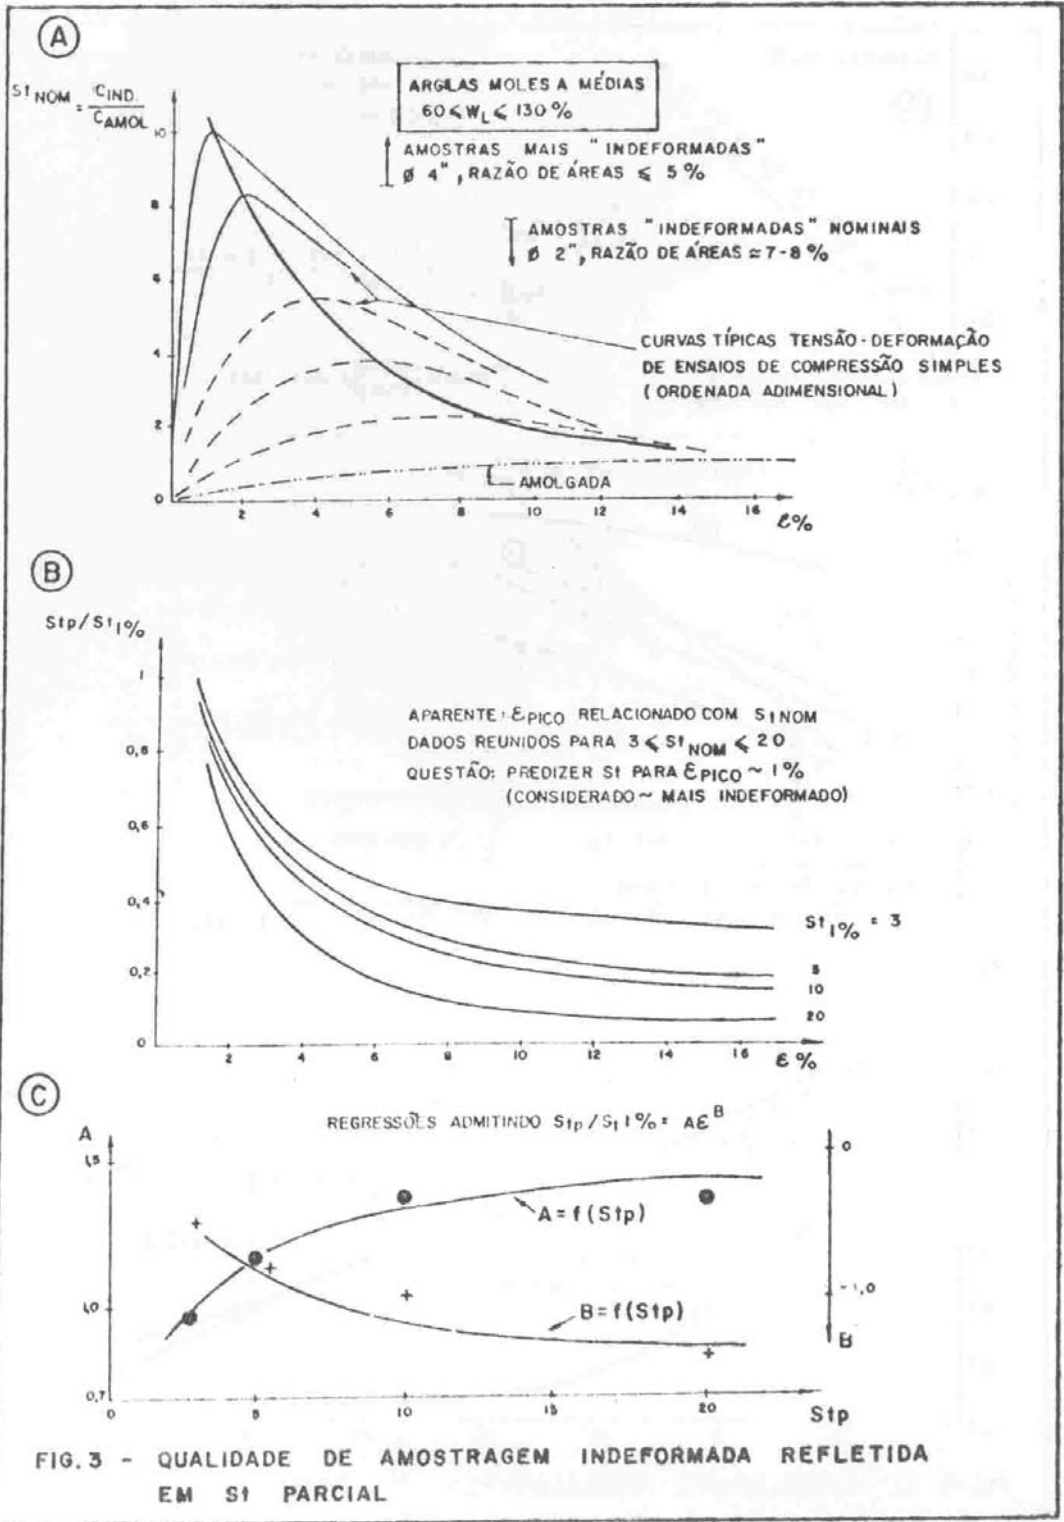 A
St NOM = C IND. / C AMOL
ARGILAS MOLES A MÉDIAS
60 ⩽ W L ⩽ 130 %
AMOSTRAS MAIS "INDEFORMADAS"
Ø 4", RAZÃO DE ÁREAS ⩽ 5 %
AMOSTRAS "INDEFORMADAS" NOMINAIS
Ø 2", RAZÃO DE ÁREAS ≃ 7-8 %
CURVAS TÍPICAS TENSÃO - DEFORMAÇÃO
DE ENSAIOS DE COMPRESSÃO SIMPLES
( ORDENADA ADIMENSIONAL )
AMOLGADA
10
8
6
4
2
0
2 4 6 8 10 12 14 16 ε%
B
Stp/St1%
APARENTE: ε PICO RELACIONADO COM St NOM
DADOS REUNIDOS PARA 3 ⩽ St NOM ⩽ 20
QUESTÃO: PREDIZER St PARA ε PICO ~ 1%
(CONSIDERADO ~ MAIS INDEFORMADO)
1
0,8
0,6
0,4
0,2
0
St1% = 3
5
10
20
2 4 6 8 10 12 14 16 ε%
C
REGRESSÕES ADMITINDO Stp/St 1% = Aε^B
A
1,5
1,0
0,7
A = f (Stp)
B = f (Stp)
0
-1,0
B
0 5 10 15 20 Stp
FIG. 3 - QUALIDADE DE AMOSTRAGEM INDEFORMADA REFLETIDA
EM St PARCIAL